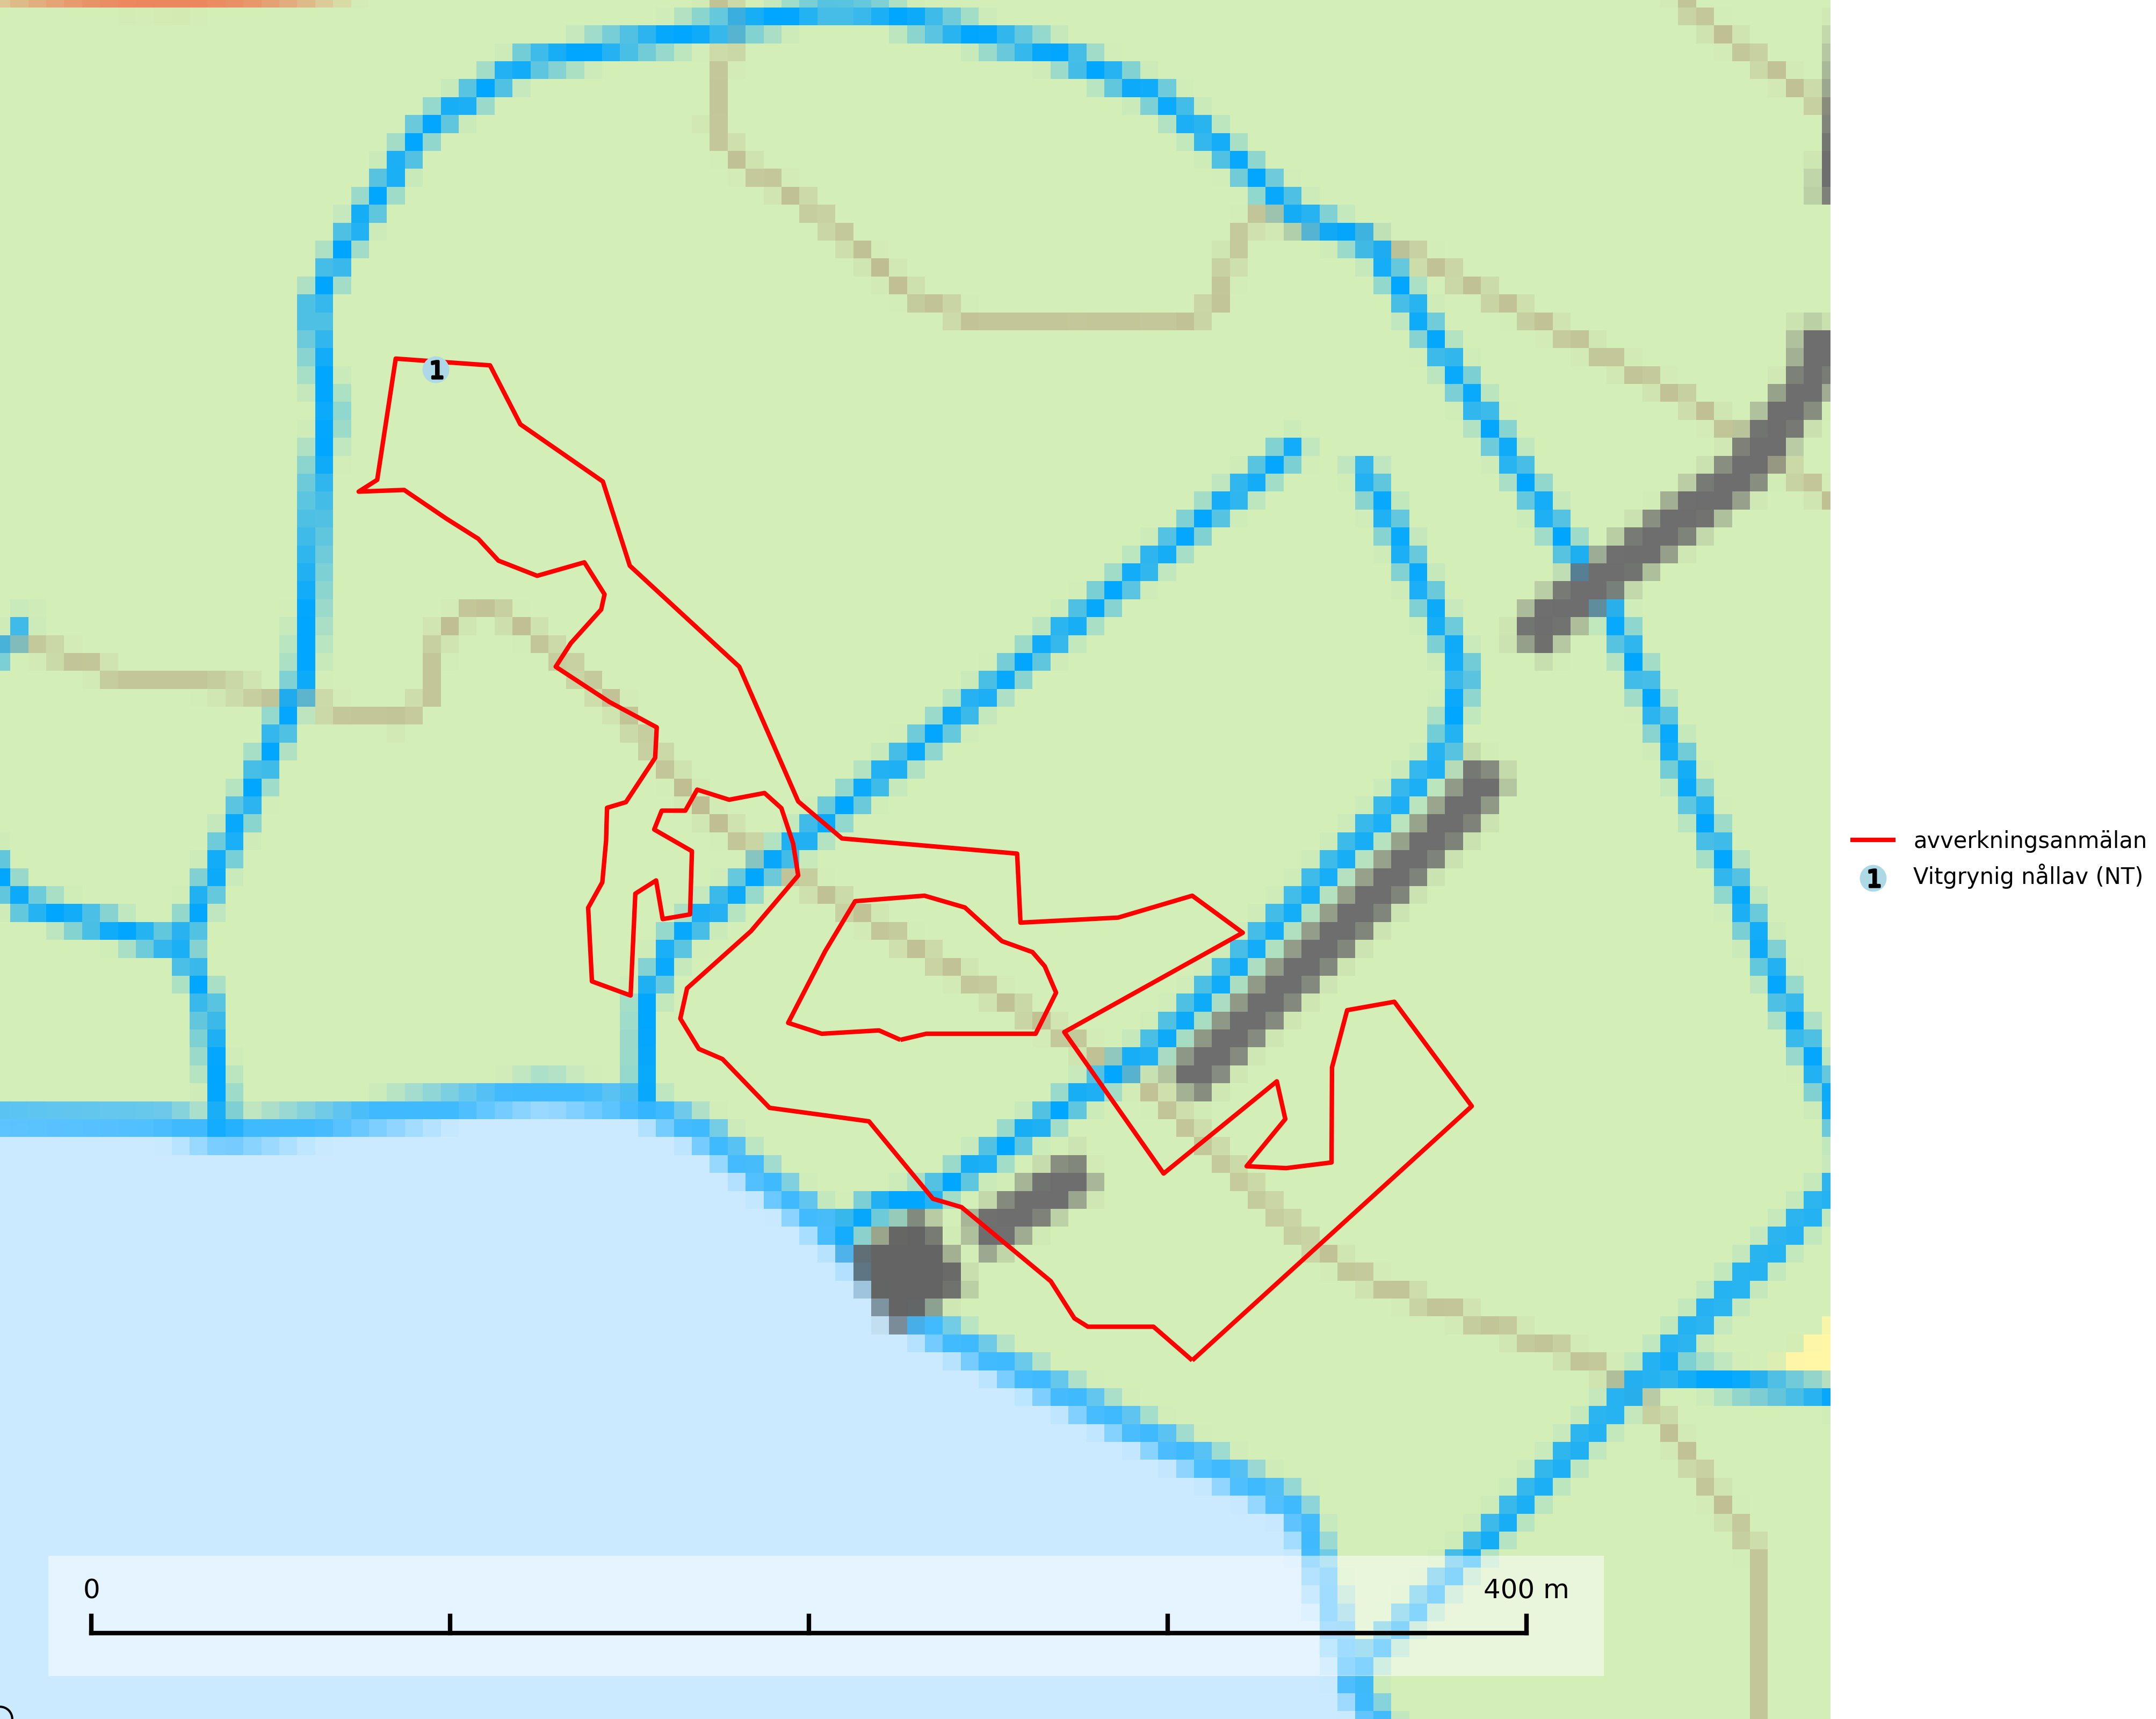 1
avverkningsanmälan
1 Vitgrynig nållav (NT)
0 400 m